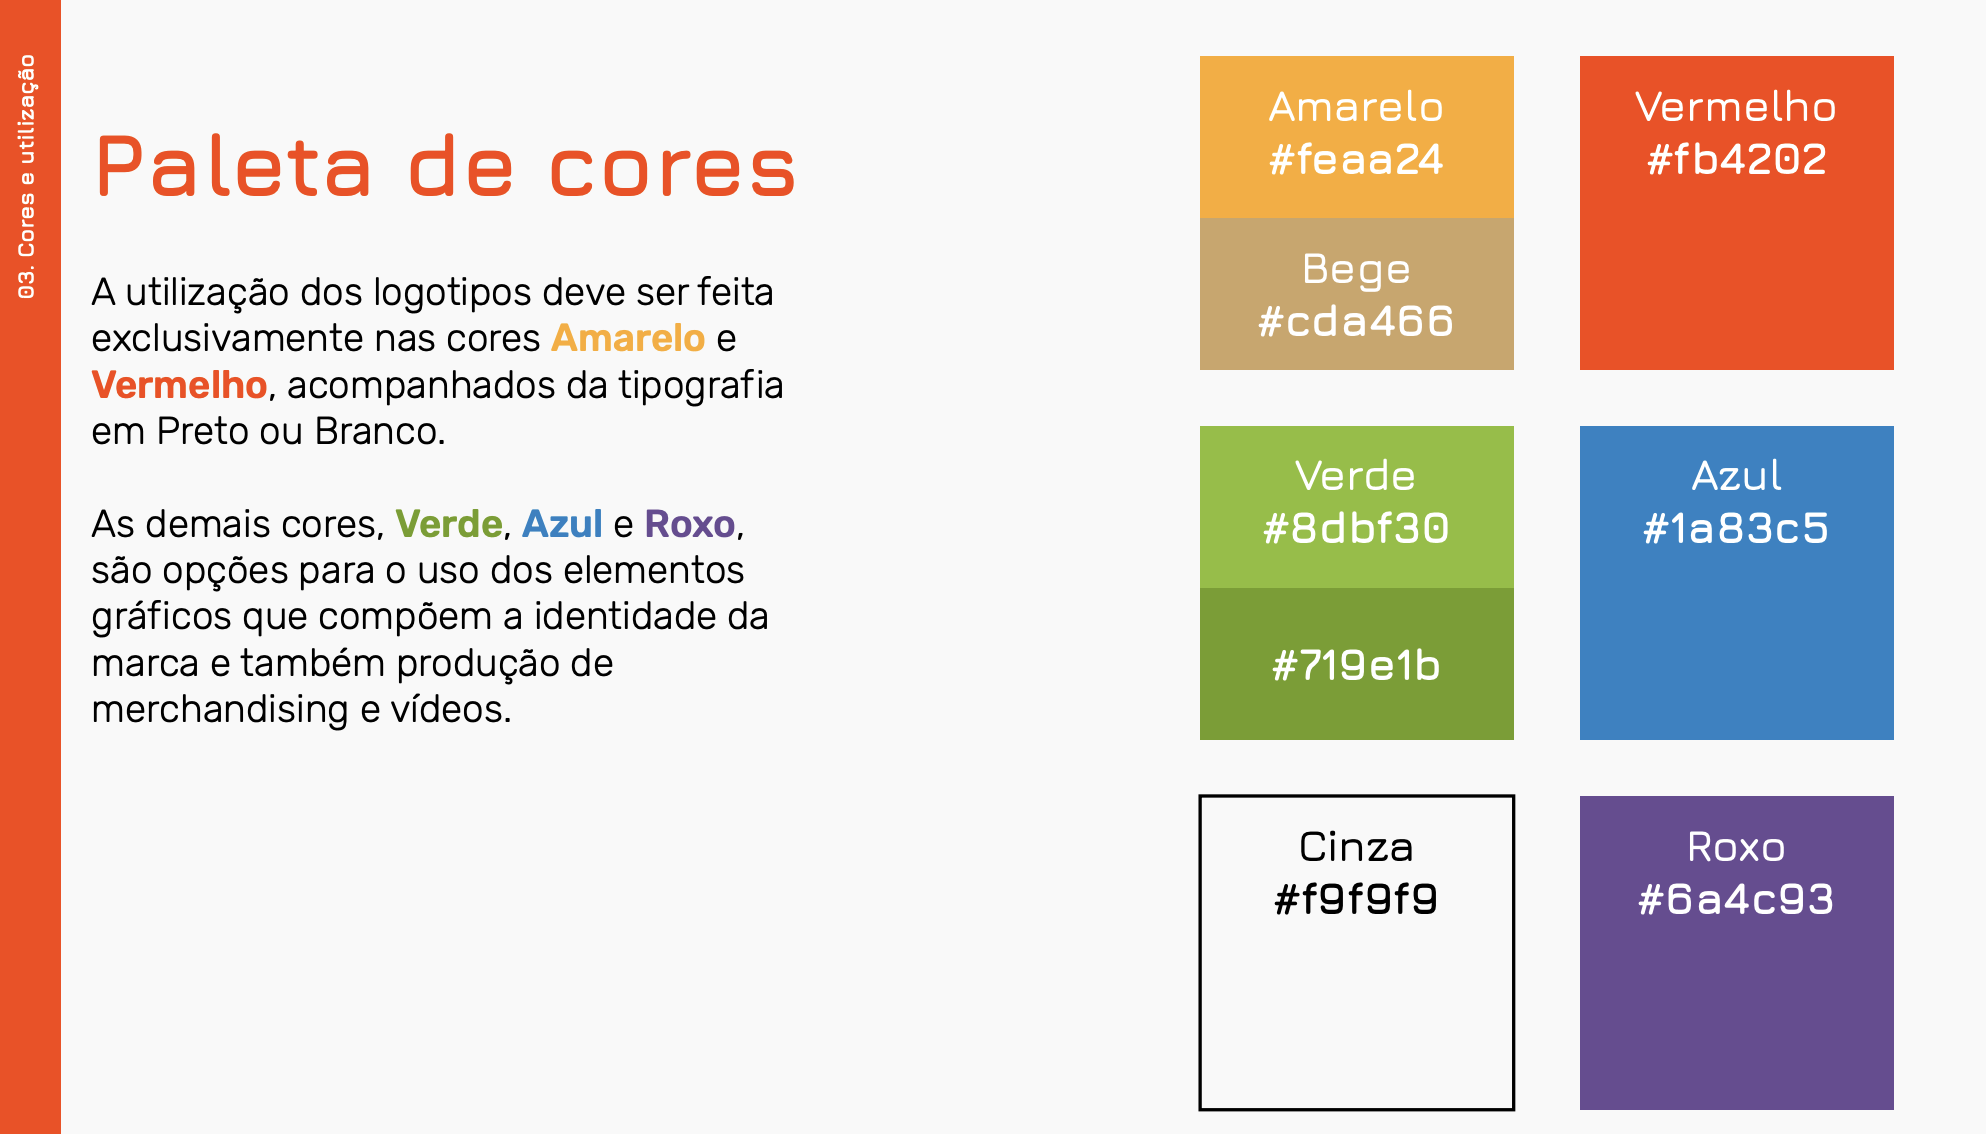 03. Cores e utilização
Paleta de cores
A utilização dos logotipos deve ser feita
exclusivamente nas cores Amarelo e
Vermelho, acompanhados da tipografia
em Preto ou Branco.
As demais cores, Verde, Azul e Roxo,
são opções para o uso dos elementos
gráficos que compõem a identidade da
marca e também produção de
merchandising e vídeos.
Amarelo
#feaa24
Bege
#cda466
Vermelho
#fb4202
Verde
#8dbf30
#719e1b
Azul
#1a83c5
Cinza
#f9f9f9
Roxo
#6a4c93